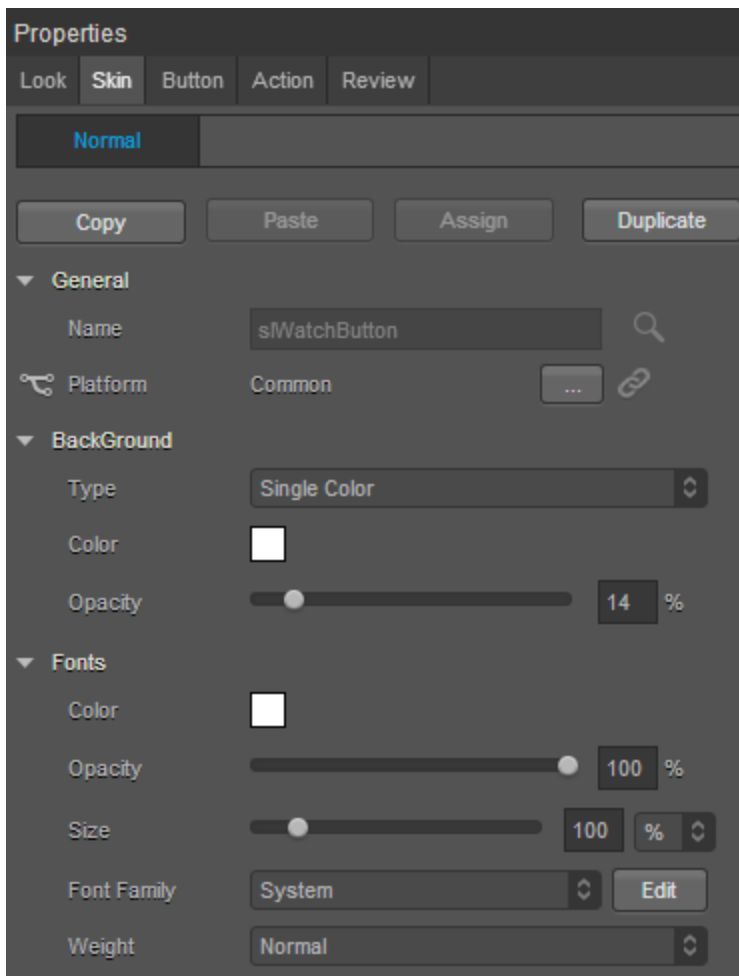 Properties
Look Skin Button Action Review
Normal
Copy Paste Assign Duplicate
General
Name slWatchButton
Platform Common ...
BackGround
Type Single Color
Color
Opacity 14 %
Fonts
Color
Opacity 100 %
Size 100 %
Font Family System Edit
Weight Normal